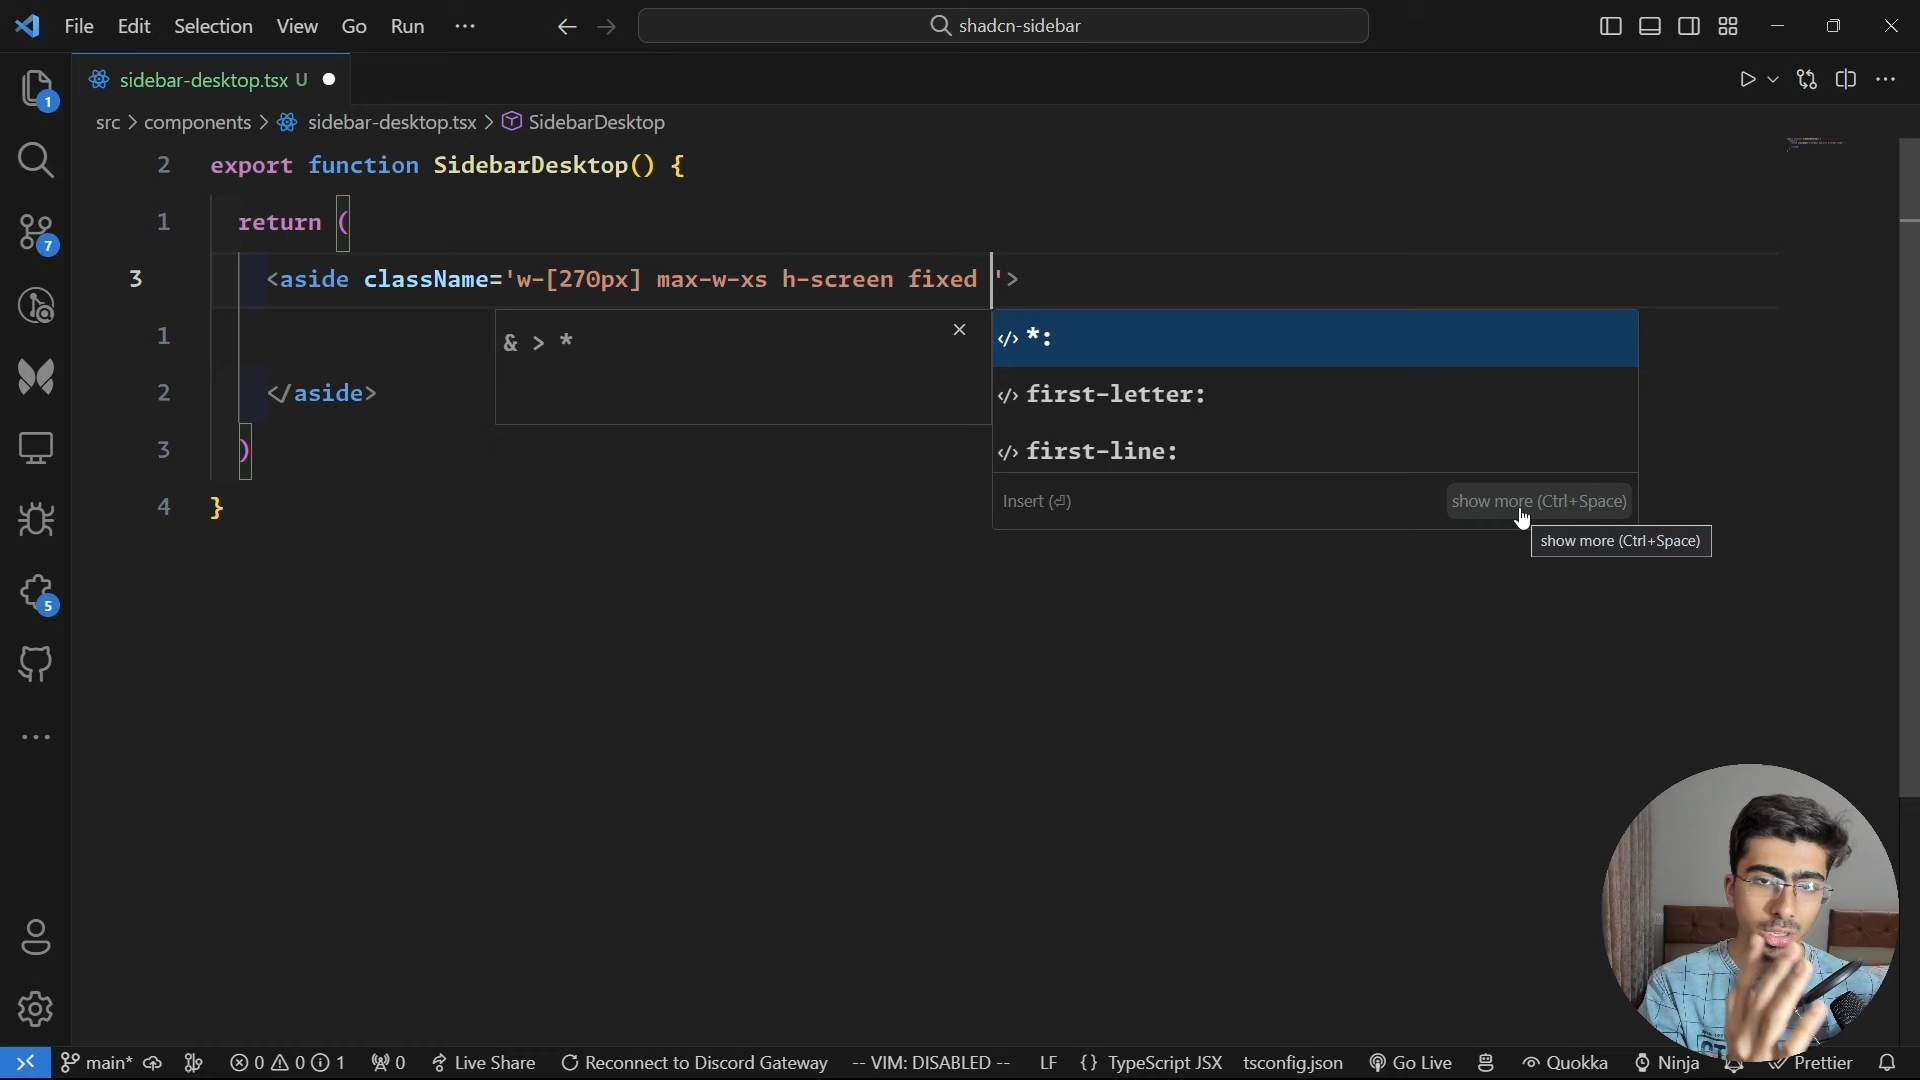 File Edit Selection View Go Run ···
shadcn-sidebar
sidebar-desktop.tsx U
src > components > sidebar-desktop.tsx > SidebarDesktop
2 export function SidebarDesktop() {
1 return (
3 <aside className='w-[270px] max-w-xs h-screen fixed '>
1
2 </aside>
3 )
4 }
& > *
*:
first-letter:
first-line:
Insert (⏎) show more (Ctrl+Space)
show more (Ctrl+Space)
1
7
5
main* 0 0 1 0 Live Share Reconnect to Discord Gateway -- VIM: DISABLED -- LF {} TypeScript JSX tsconfig.json Go Live Quokka Ninja Prettier